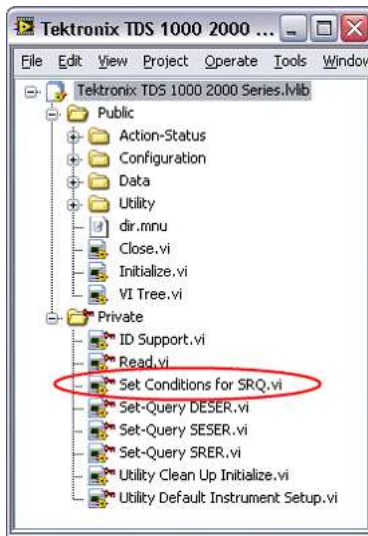 Tektronix TDS 1000 2000 ...
File Edit View Project Operate Tools Window
Tektronix TDS 1000 2000 Series.lvlib
Public
Action-Status
Configuration
Data
Utility
dir.mnu
Close.vi
Initialize.vi
VI Tree.vi
Private
ID Support.vi
Read.vi
Set Conditions for SRQ.vi
Set-Query DESER.vi
Set-Query SESER.vi
Set-Query SRER.vi
Utility Clean Up Initialize.vi
Utility Default Instrument Setup.vi